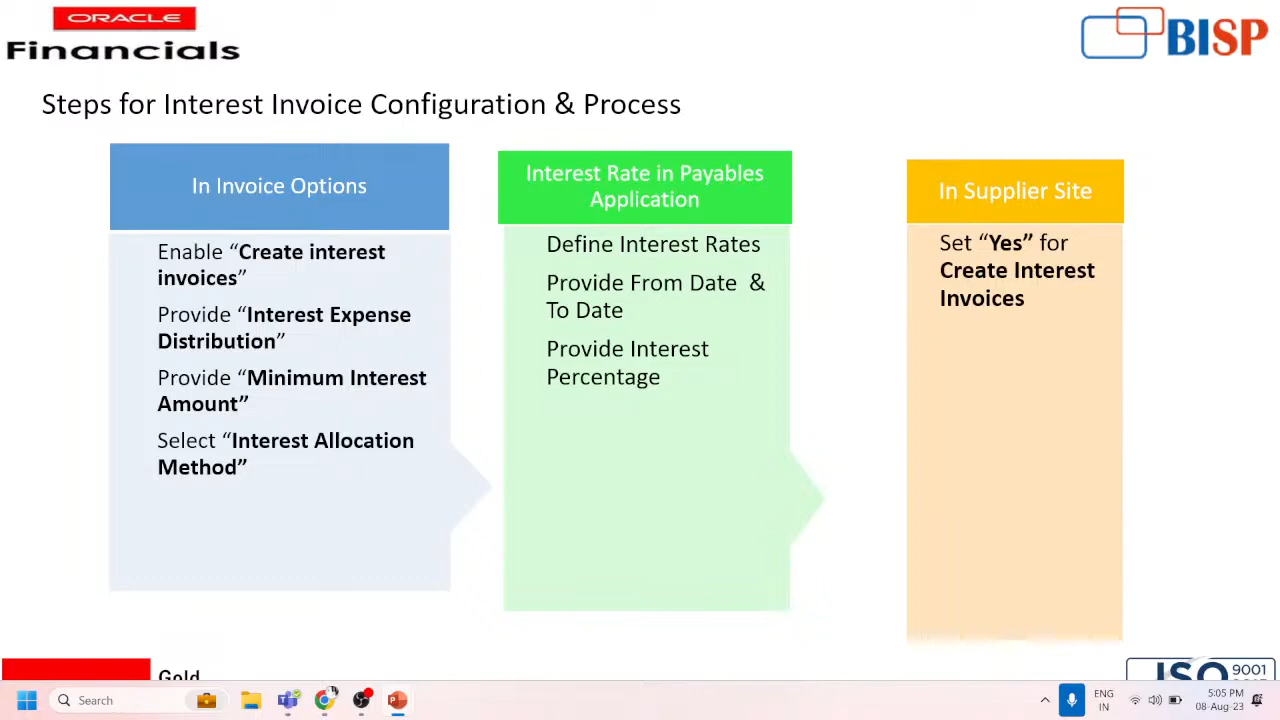 ORACLE
Financials
BISP
Steps for Interest Invoice Configuration & Process
In Invoice Options
Enable “Create interest
invoices”
Provide “Interest Expense
Distribution”
Provide “Minimum Interest
Amount”
Select “Interest Allocation
Method”
Interest Rate in Payables
Application
Define Interest Rates
Provide From Date &
To Date
Provide Interest
Percentage
In Supplier Site
Set “Yes” for
Create Interest
Invoices
Gold
ISO 9001
Search
ENG
IN
5:05 PM
08-Aug-23